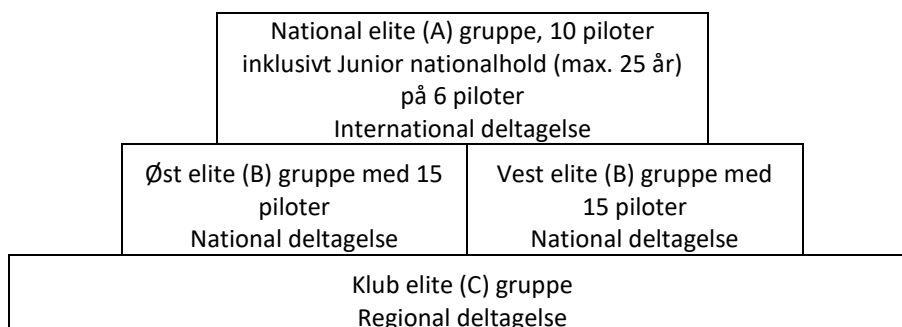 National elite (A) gruppe, 10 piloter
inklusivt Junior nationalhold (max. 25 år)
på 6 piloter
International deltagelse
Øst elite (B) gruppe med 15
piloter
National deltagelse
Vest elite (B) gruppe med
15 piloter
National deltagelse
Klub elite (C) gruppe
Regional deltagelse